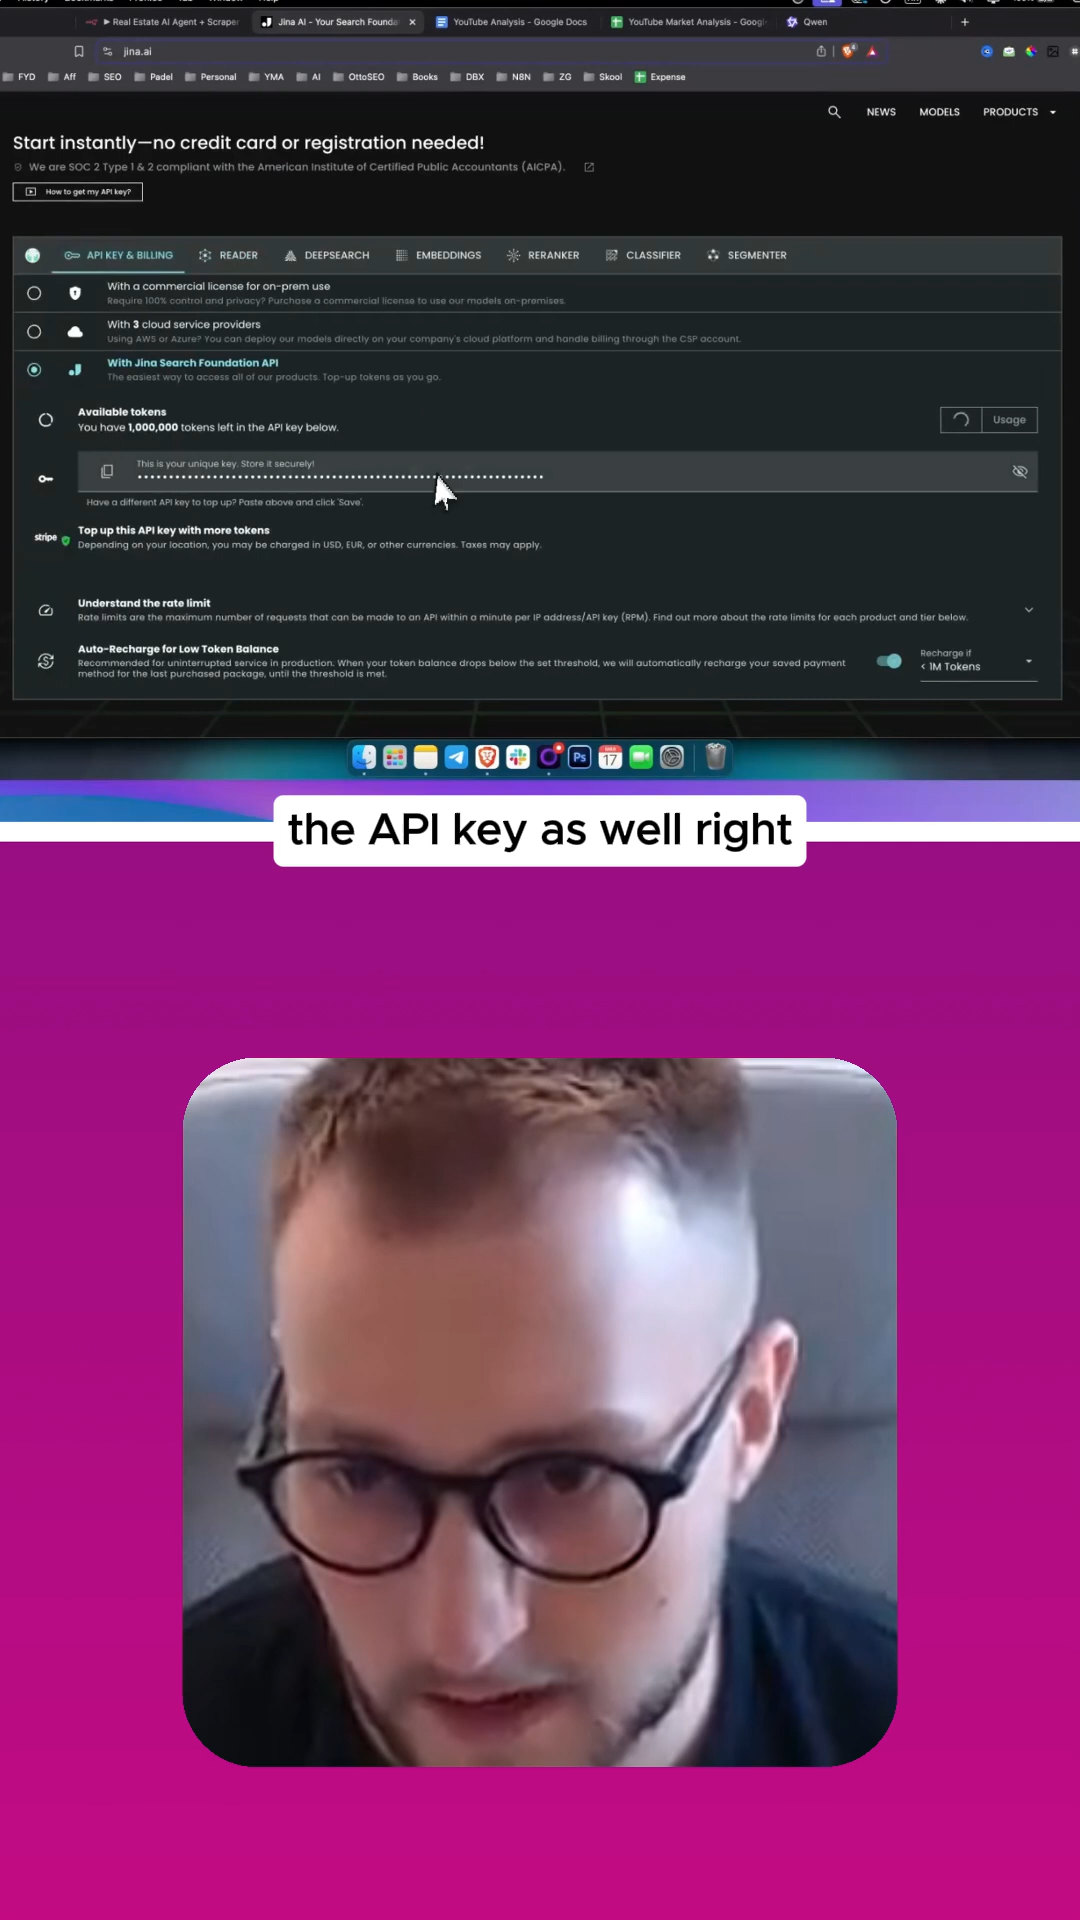 ▶ Real Estate AI Agent + Scraper
Jina AI - Your Search Founda
YouTube Analysis - Google Docs
YouTube Market Analysis - Googl
Qwen
jina.ai
FYD
Aff
SEO
Padel
Personal
YMA
AI
OttoSEO
Books
DBX
N8N
ZG
Skool
Expense
NEWS
MODELS
PRODUCTS
Start instantly—no credit card or registration needed!
We are SOC 2 Type 1 & 2 compliant with the American Institute of Certified Public Accountants (AICPA).
How to get my API key?
API KEY & BILLING
READER
DEEPSEARCH
EMBEDDINGS
RERANKER
CLASSIFIER
SEGMENTER
With a commercial license for on-prem use
Require 100% control and privacy? Purchase a commercial license to use our models on-premises.
With 3 cloud service providers
Using AWS or Azure? You can deploy our models directly on your company's cloud platform and handle billing through the CSP account.
With Jina Search Foundation API
The easiest way to access all of our products. Top-up tokens as you go.
Available tokens
You have 1,000,000 tokens left in the API key below.
Usage
This is your unique key. Store it securely!
Have a different API key to top up? Paste above and click 'Save'.
stripe
Top up this API key with more tokens
Depending on your location, you may be charged in USD, EUR, or other currencies. Taxes may apply.
Understand the rate limit
Rate limits are the maximum number of requests that can be made to an API within a minute per IP address/API key (RPM). Find out more about the rate limits for each product and tier below.
Auto-Recharge for Low Token Balance
Recommended for uninterrupted service in production. When your token balance drops below the set threshold, we will automatically recharge your saved payment
method for the last purchased package, until the threshold is met.
Recharge if
< 1M Tokens
Ps
17
the API key as well right